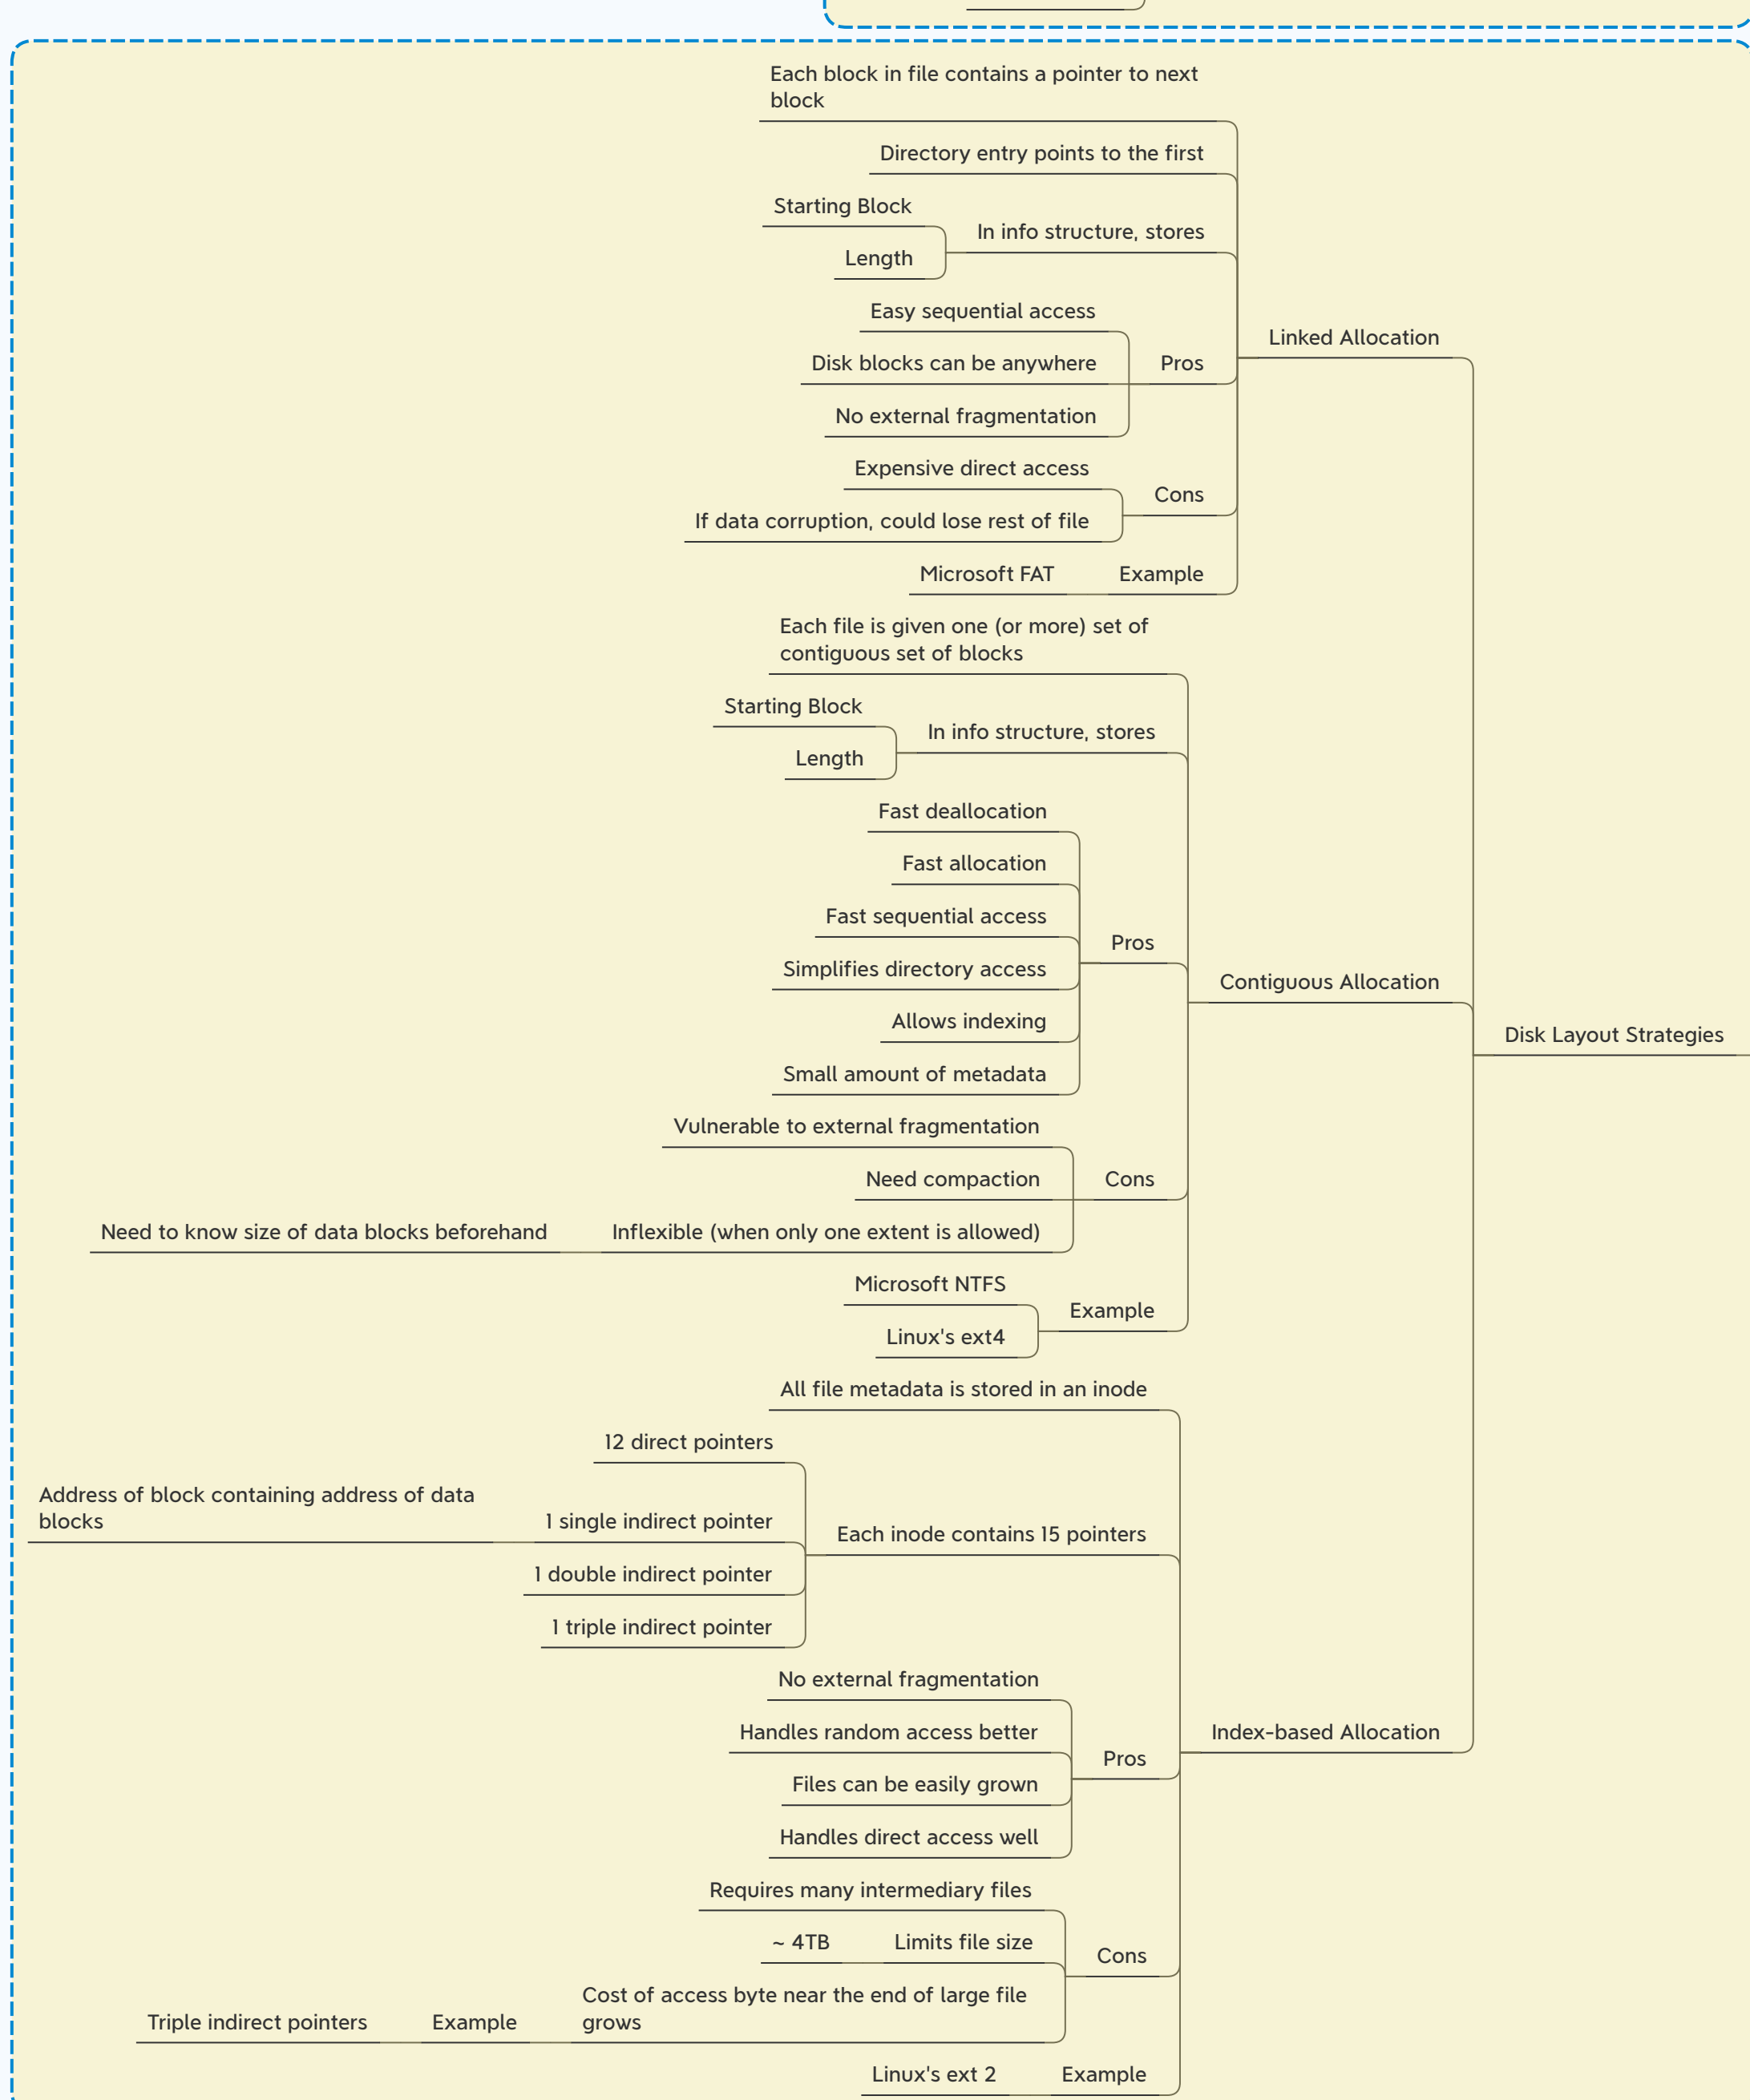 Each block in file contains a pointer to next
block
Directory entry points to the first
Starting Block
In info structure, stores
Length
Easy sequential access
Linked Allocation
Disk blocks can be anywhere
Pros
No external fragmentation
Expensive direct access
Cons
If data corruption, could lose rest of file
Microsoft FAT
Example
Each file is given one (or more) set of
contiguous set of blocks
Starting Block
In info structure, stores
Length
Fast deallocation
Fast allocation
Fast sequential access
Pros
Simplifies directory access
Contiguous Allocation
Allows indexing
Disk Layout Strategies
Small amount of metadata
Vulnerable to external fragmentation
Need compaction
Cons
Need to know size of data blocks beforehand
Inflexible (when only one extent is allowed)
Microsoft NTFS
Example
Linux's ext4
All file metadata is stored in an inode
12 direct pointers
Address of block containing address of data
blocks
1 single indirect pointer
Each inode contains 15 pointers
1 double indirect pointer
1 triple indirect pointer
No external fragmentation
Handles random access better
Index-based Allocation
Pros
Files can be easily grown
Handles direct access well
Requires many intermediary files
~ 4TB
Limits file size
Cons
Cost of access byte near the end of large file
grows
Triple indirect pointers
Example
Linux's ext 2
Example